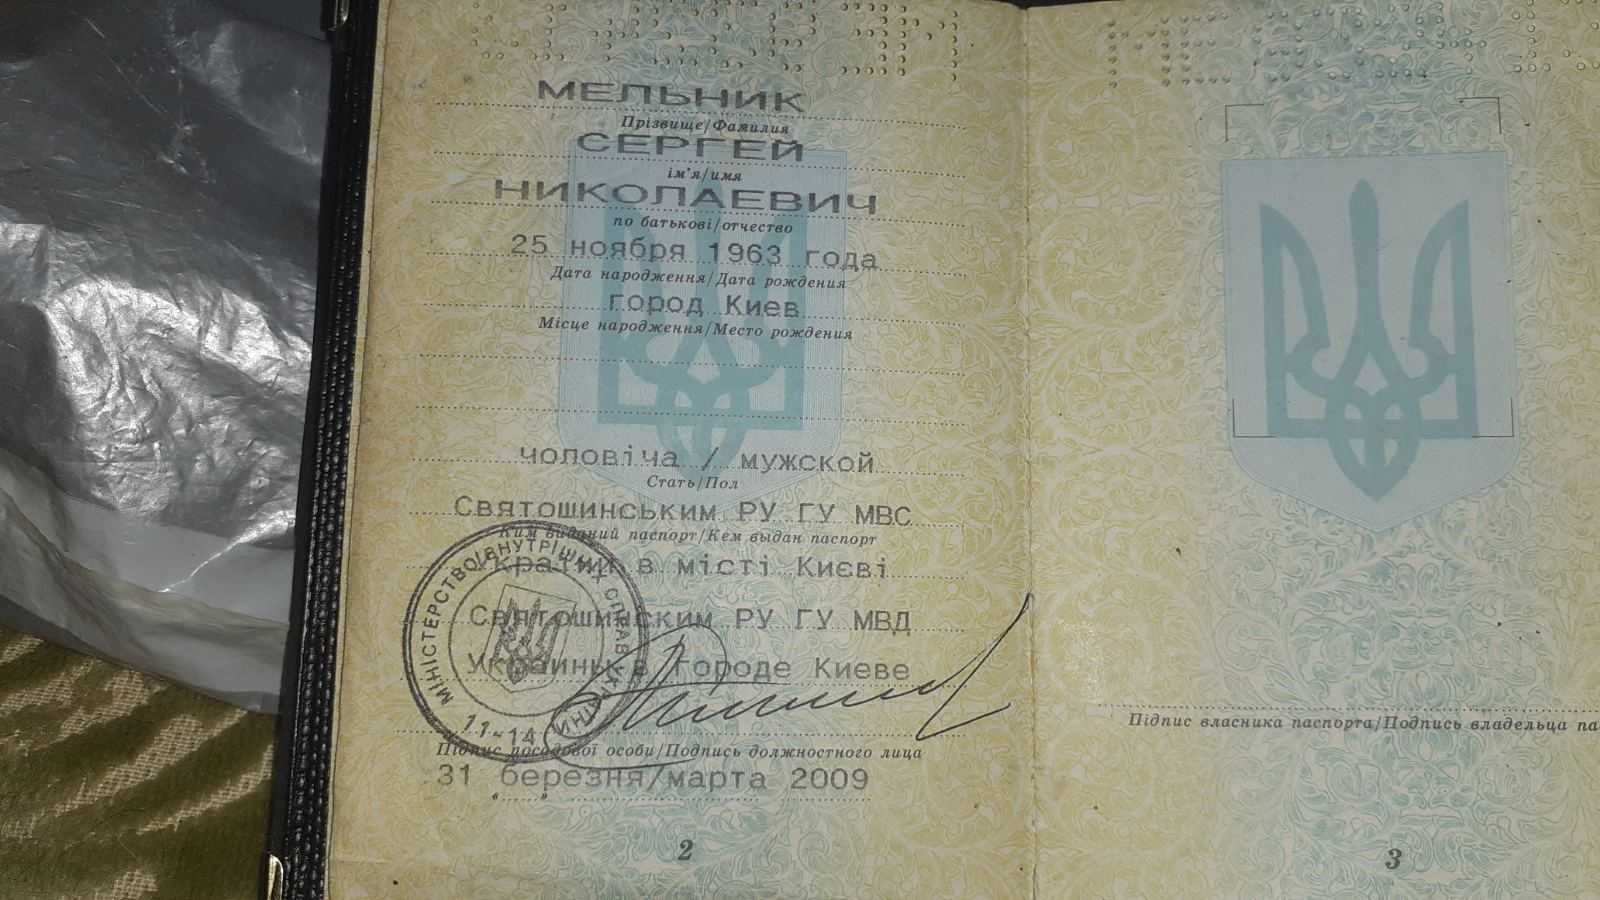 МЕЛЬНИК
Прізвище/Фамилия
СЕРГЕЙ
ім'я/имя
НИКОЛАЕВИЧ
по батькові/отчество
25 ноября 1963 года
Дата народження/Дата рождения
город Киев
Місце народження/Место рождения
чоловіча / мужской
Стать/Пол
Святошинським РУ ГУ МВС
Ким виданий паспорт/Кем выдан паспорт
України в місті Києві
Святошинским РУ ГУ МВД
Украины в городе Киеве
МІНІСТЕРСТВО ВНУТРІШНІХ СПРАВ УКРАЇНИ
11-14
Підпис посадової особи/Подпись должностного лица
31 березня/марта 2009
2
Підпис власника паспорта/Подпись владельца па
3